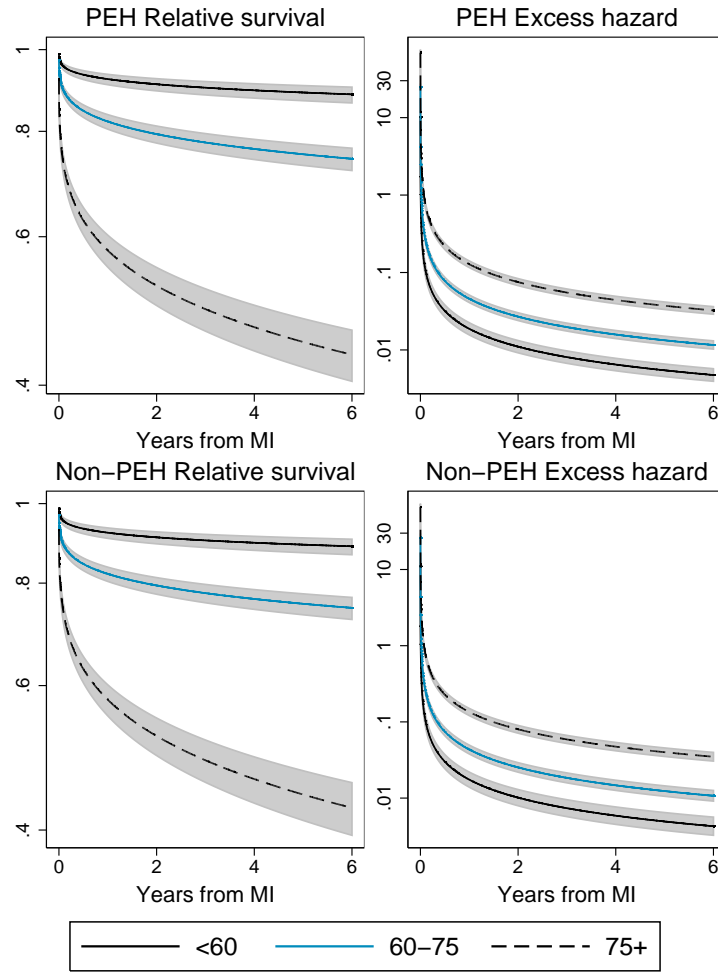 PEH Relative survival
1
.8
.6
.4
0 2 4 6
Years from MI
PEH Excess hazard
30
10
1
.1
.01
0 2 4 6
Years from MI
Non−PEH Relative survival
1
.8
.6
.4
0 2 4 6
Years from MI
Non−PEH Excess hazard
30
10
1
.1
.01
0 2 4 6
Years from MI
<60 60−75 75+